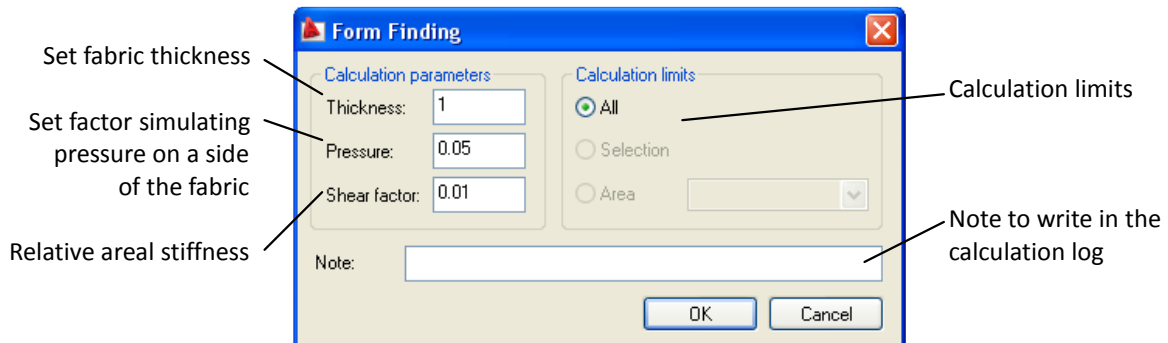 Form Finding
Set fabric thickness
Calculation parameters
Calculation limits
Thickness: 1
All
Calculation limits
Set factor simulating
pressure on a side
of the fabric
Pressure: 0.05
Selection
Shear factor: 0.01
Area
Relative areal stiffness
Note:
Note to write in the
calculation log
OK
Cancel